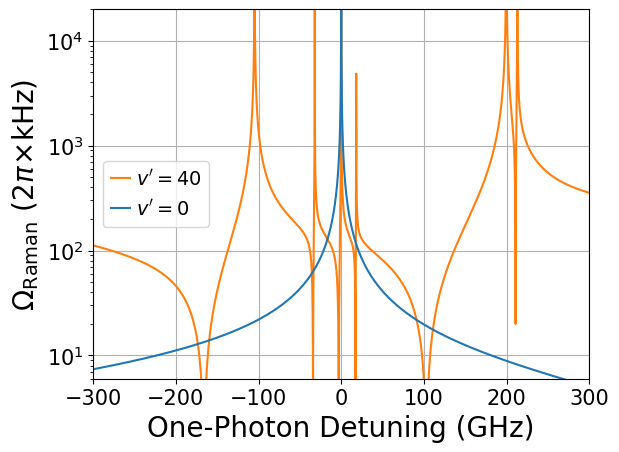 10⁴
10³
10²
10¹
Ω_Raman (2π×kHz)
v′ = 40
v′ = 0
−300 −200 −100 0 100 200 300
One-Photon Detuning (GHz)